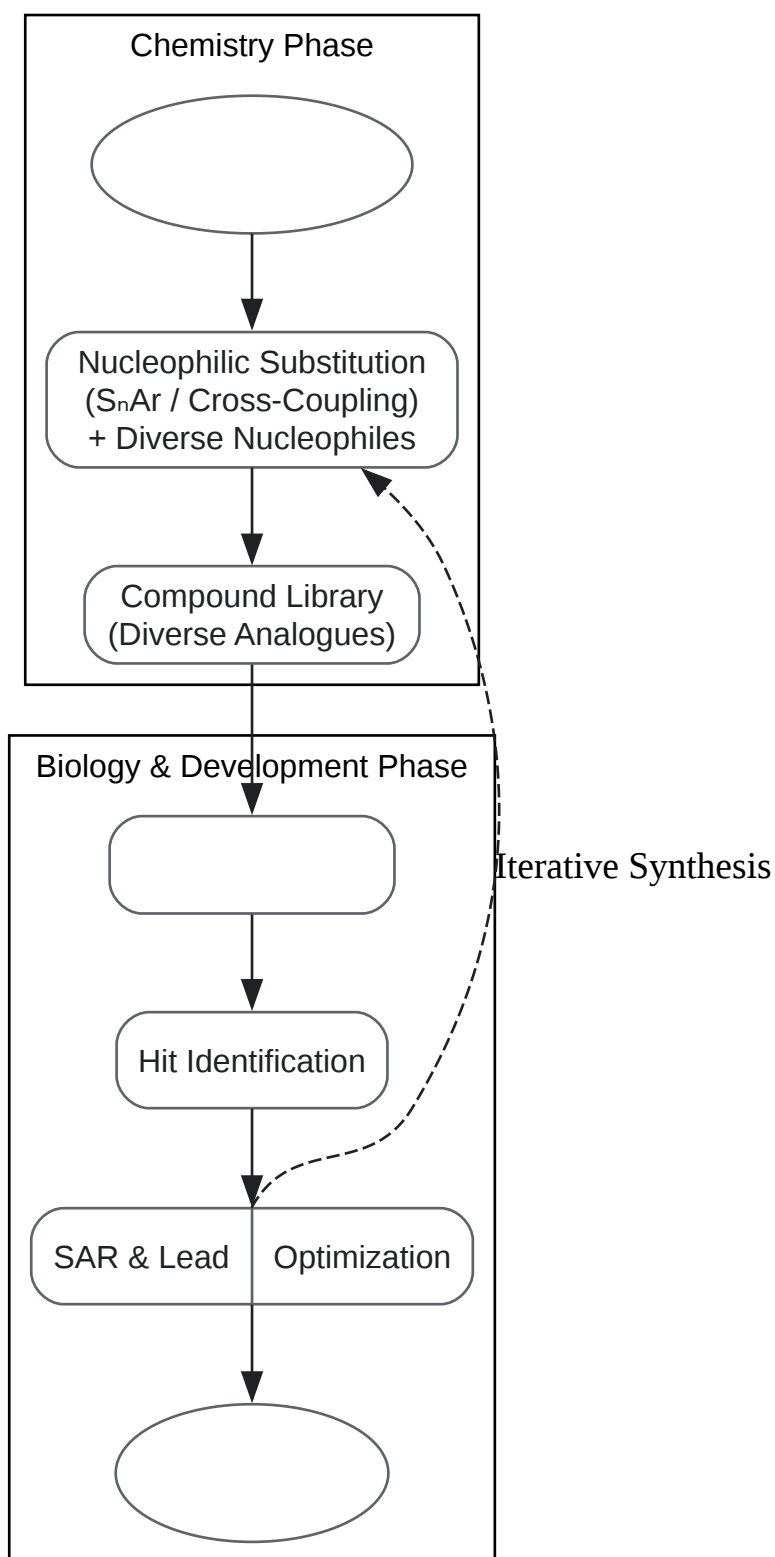 Chemistry Phase
Nucleophilic Substitution
(SₙAr / Cross-Coupling)
+ Diverse Nucleophiles
Compound Library
(Diverse Analogues)
Biology & Development Phase
Iterative Synthesis
Hit Identification
SAR & Lead Optimization